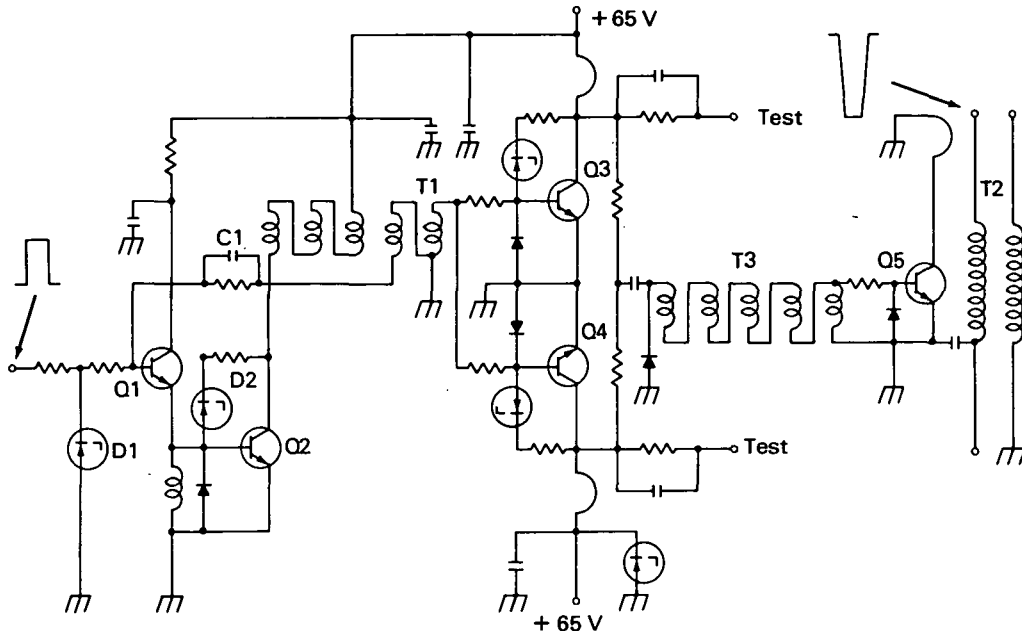 + 65 V
Test
T1
Q3
T2
C1
Q5
T3
Q4
Q1
D2
D1
Q2
Test
+ 65 V